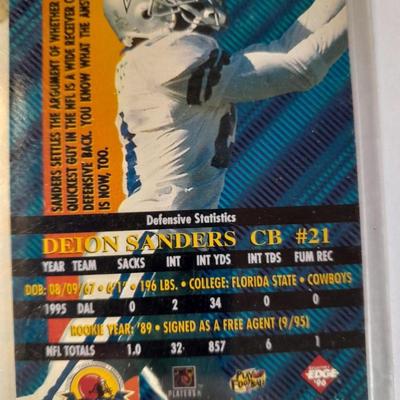 SANDERS SETTLES THE ARGUMENT OF WHETHER
QUICKEST GUY IN THE NFL IS A WIDE RECEIVER O
DEFENSIVE BACK. YOU KNOW WHAT THE ANS
IS NOW, TOO.
Defensive Statistics
DEION SANDERS CB #21
YEAR TEAM SACKS INT INT YDS INT TDS FUM REC
DOB: 08/09/67 • 6'1" • 196 LBS. • COLLEGE: FLORIDA STATE • COWBOYS
1995 DAL 0 2 34 0 0
ROOKIE YEAR: '89 • SIGNED AS A FREE AGENT (9/95)
NFL TOTALS 1.0 32 857 6 1
PLAYERS
PLAY FOOTBALL
EDGE
'96